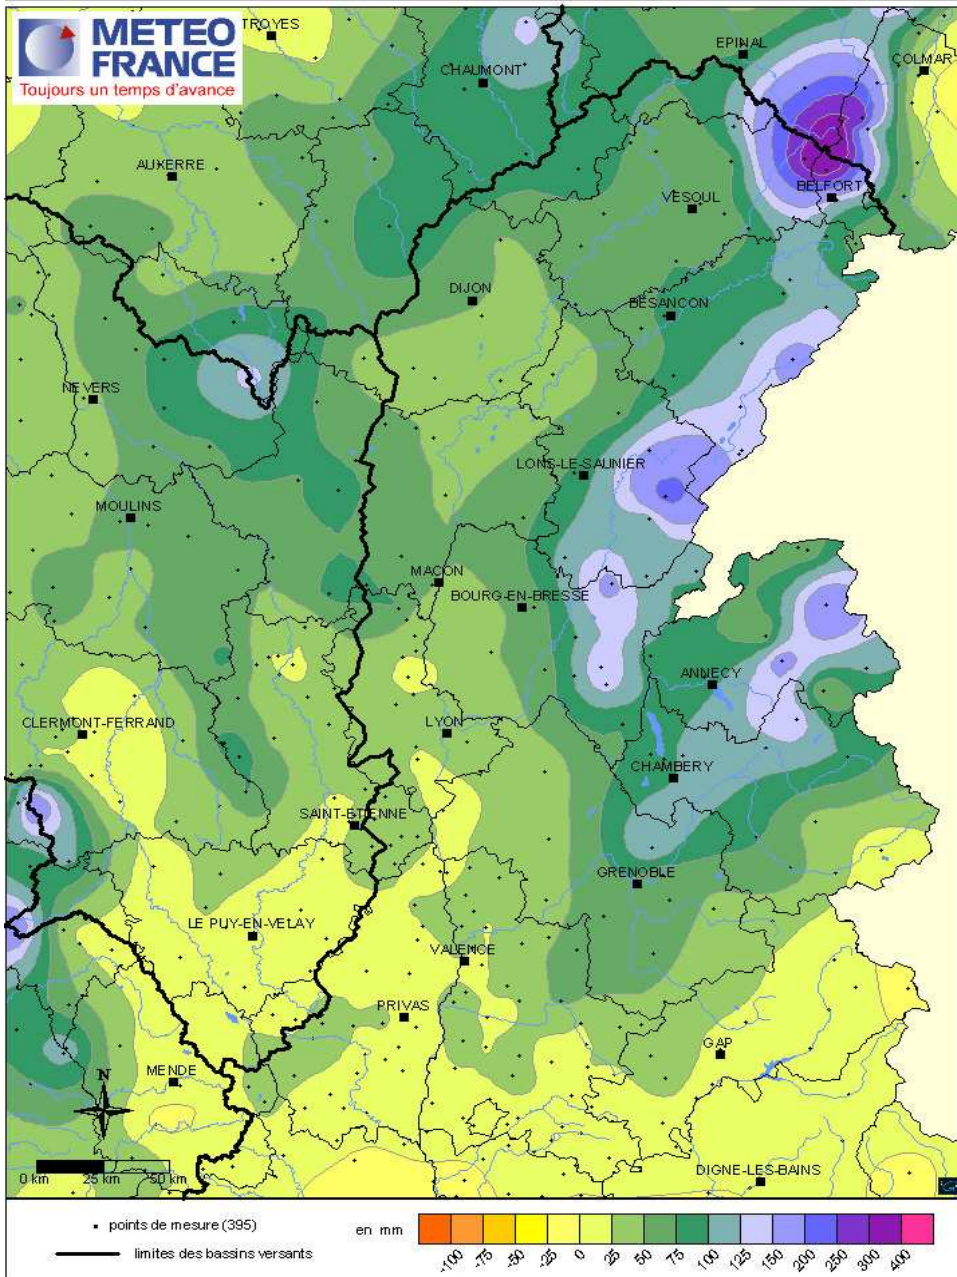 METEO
FRANCE
Toujours un temps d'avance
TROYES
EPINAL
COLMAR
CHAUMONT
AUXERRE
BELFORT
VESOUL
DIJON
BESANCON
NEVERS
LONS-LE-SAUNIER
MOULINS
MACON
BOURG-EN-BRESSE
ANNECY
CLERMONT-FERRAND
LYON
CHAMBERY
SAINT-ETIENNE
GRENOBLE
LE PUY-EN-VELAY
VALENCE
PRIVAS
GAP
MENDE
N
DIGNE-LES-BAINS
0 km 25 km 50 km
points de mesure (395)
limites des bassins versants
en mm
-100 -75 -50 -25 0 25 50 75 100 125 150 200 250 300 400